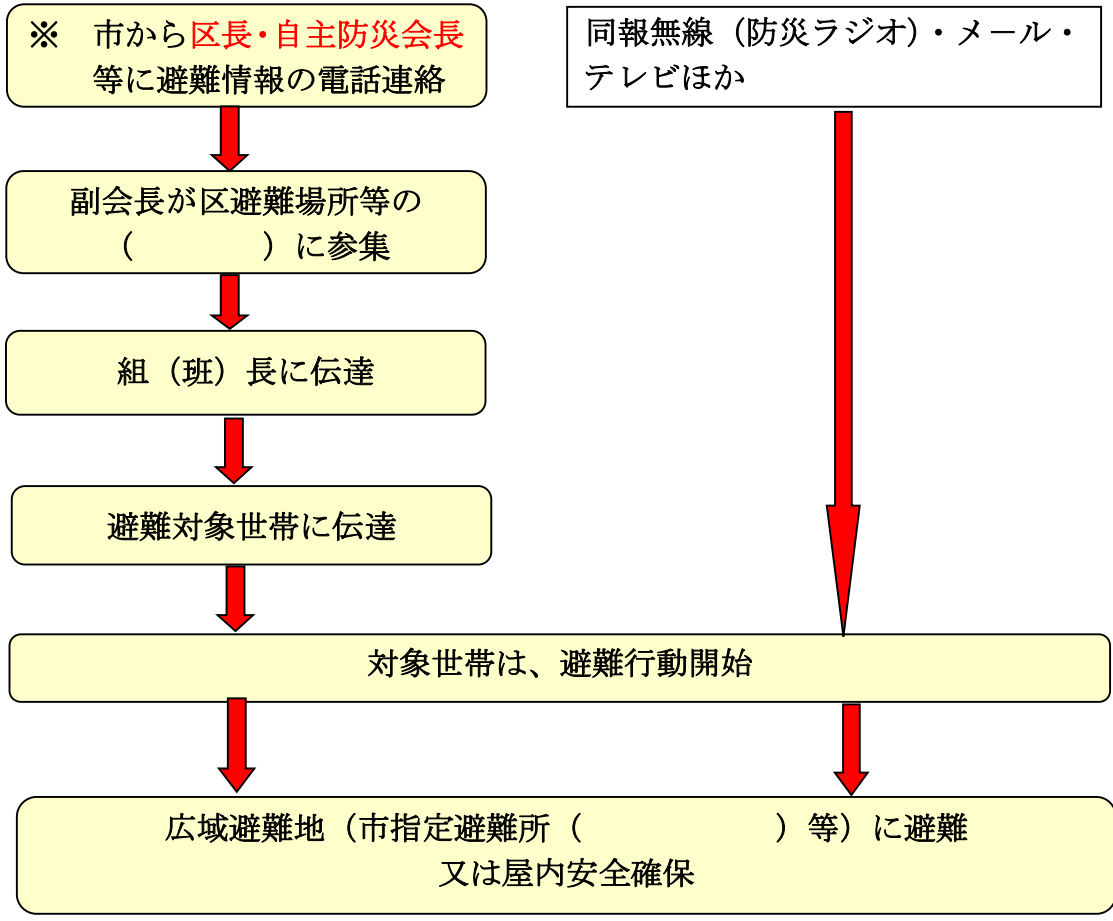 ※　市から区長・自主防災会長
等に避難情報の電話連絡
同報無線（防災ラジオ）・メール・
テレビほか
副会長が区避難場所等の
（　　　　）に参集
組（班）長に伝達
避難対象世帯に伝達
対象世帯は、避難行動開始
広域避難地（市指定避難所（　　　　　　）等）に避難
又は屋内安全確保